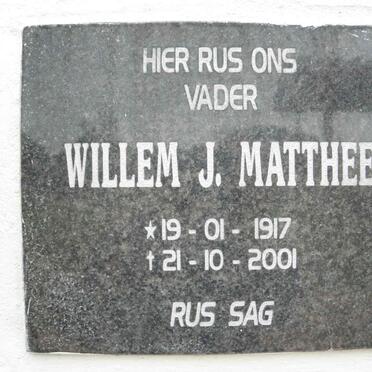 HIER RUS ONS
VADER
WILLEM J. MATTHEE
★19 - 01 - 1917
†21 - 10 - 2001
RUS SAG